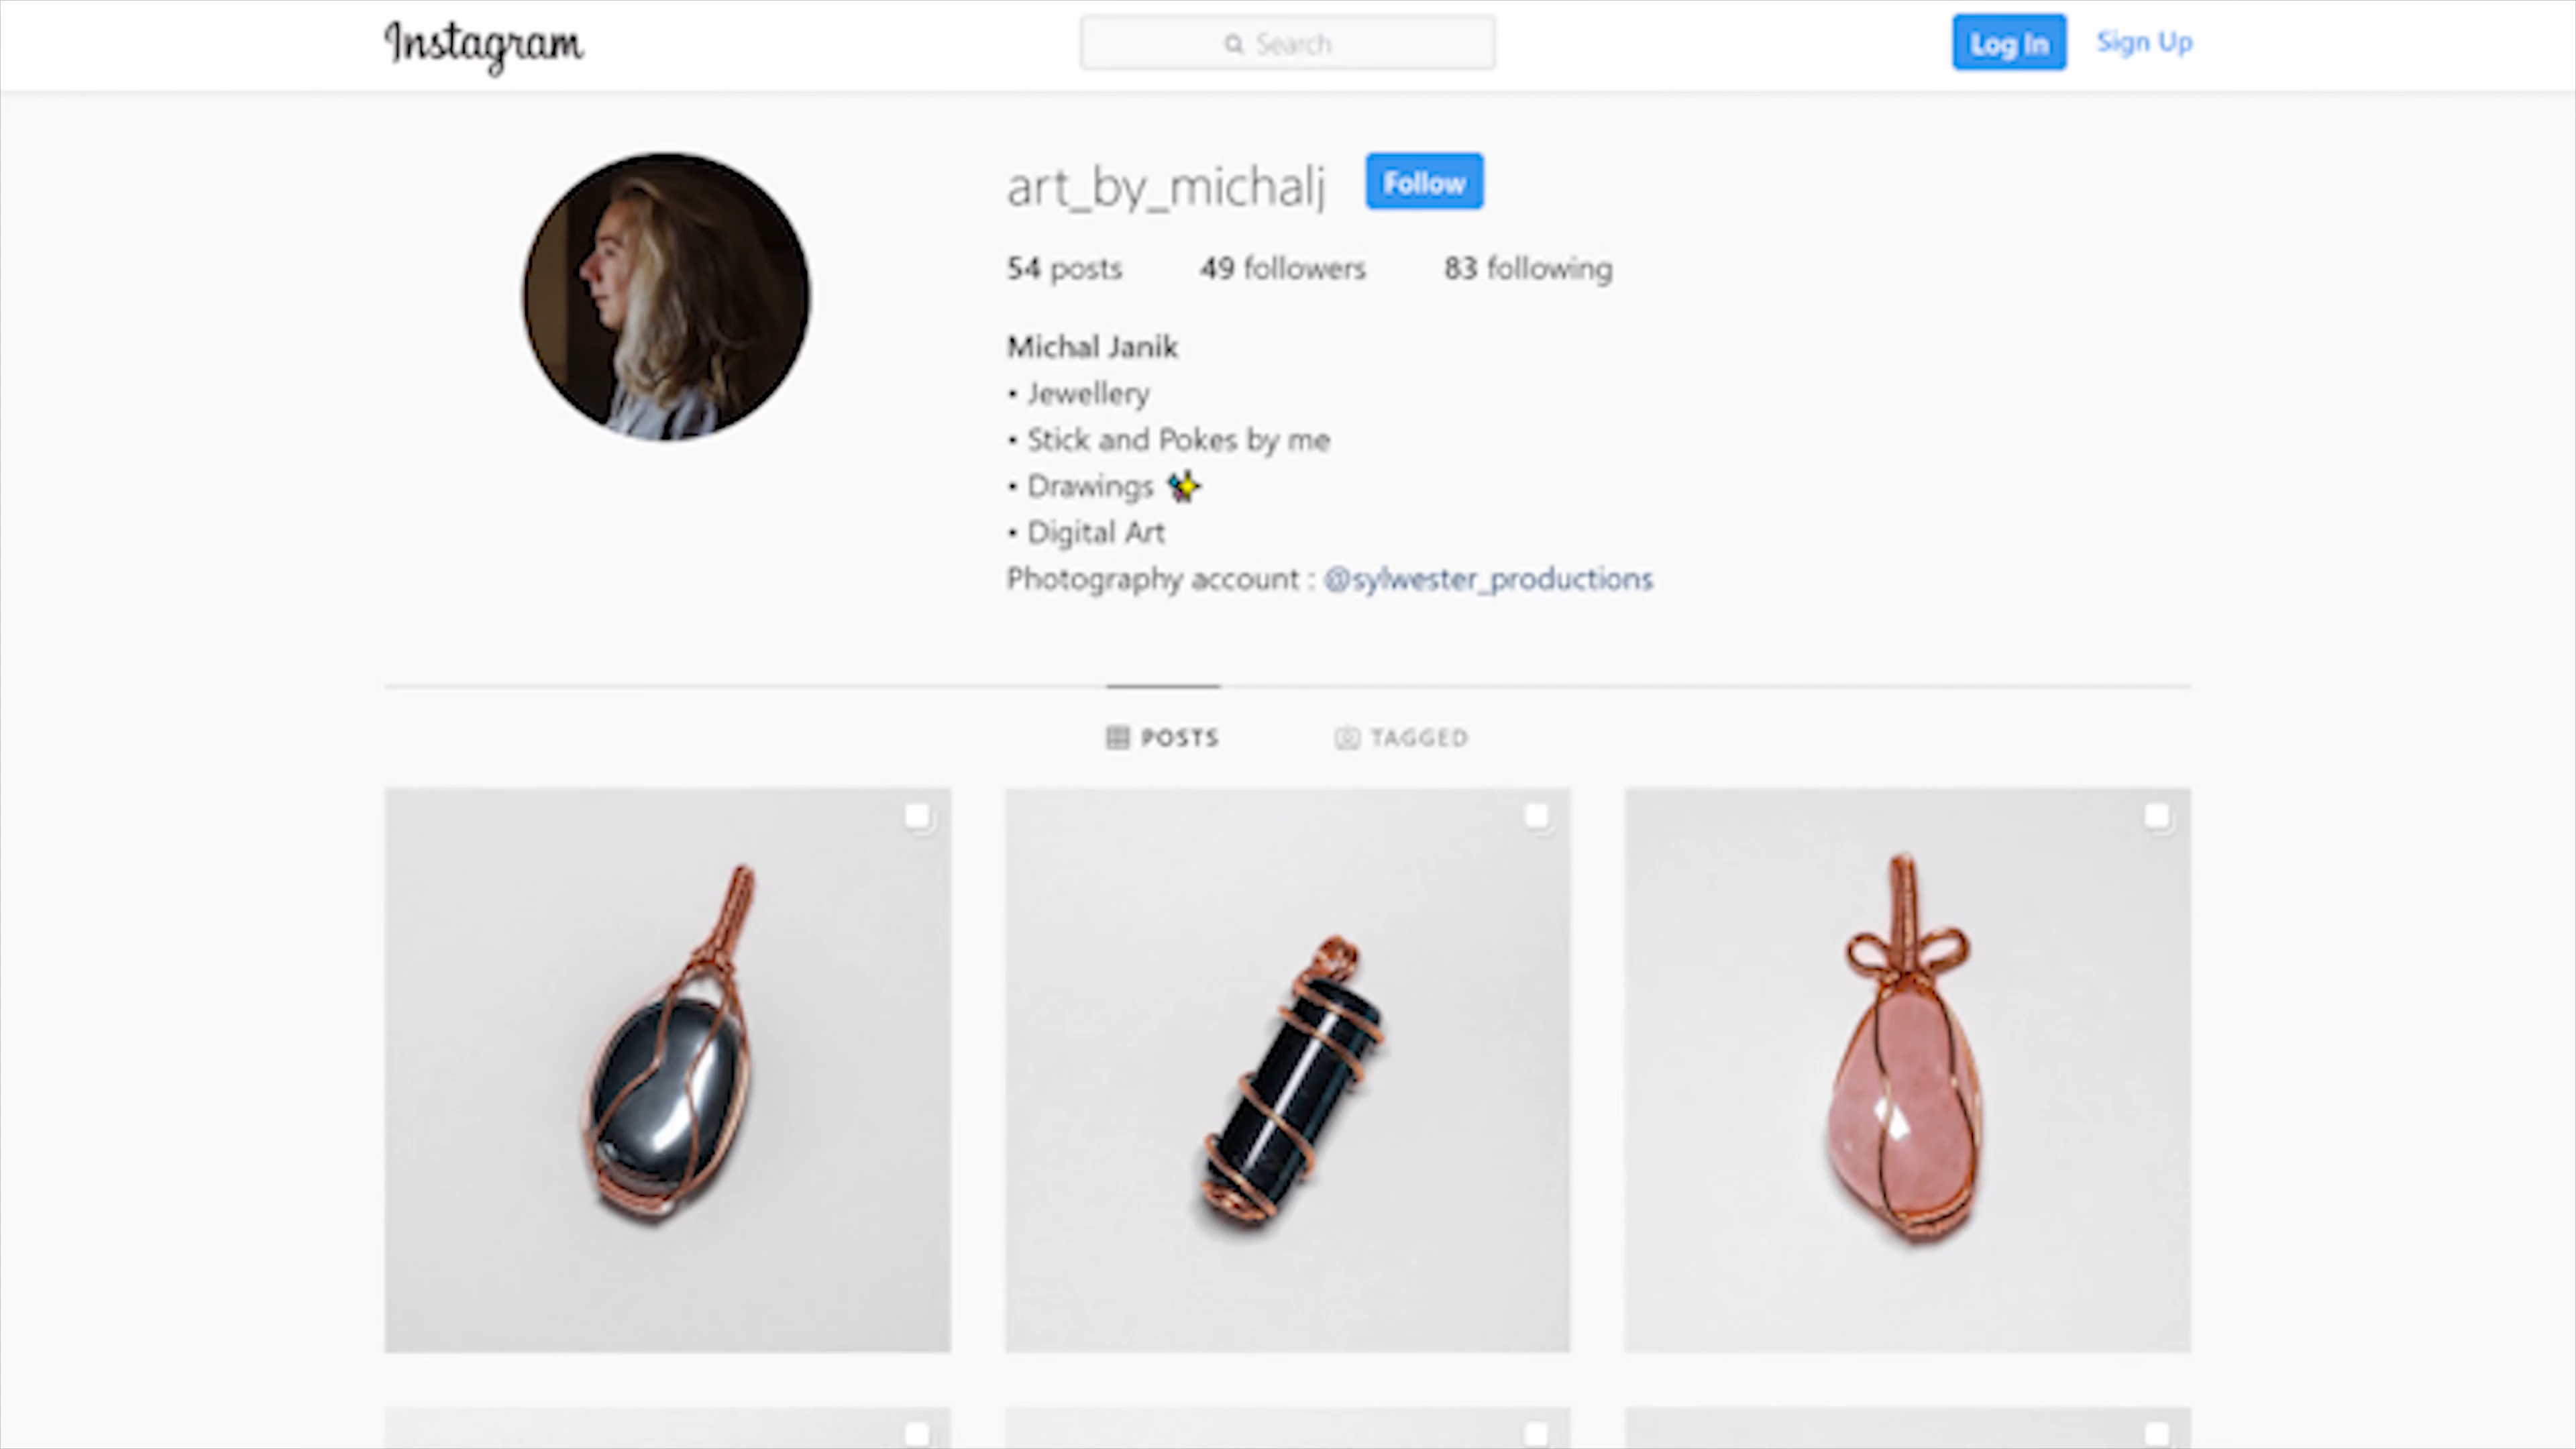 Instagram
Search
Log In
Sign Up
art_by_michalj
Follow
54 posts 49 followers 83 following
Michal Janik
• Jewellery
• Stick and Pokes by me
• Drawings ✨
• Digital Art
Photography account : @sylwester_productions
POSTS
TAGGED